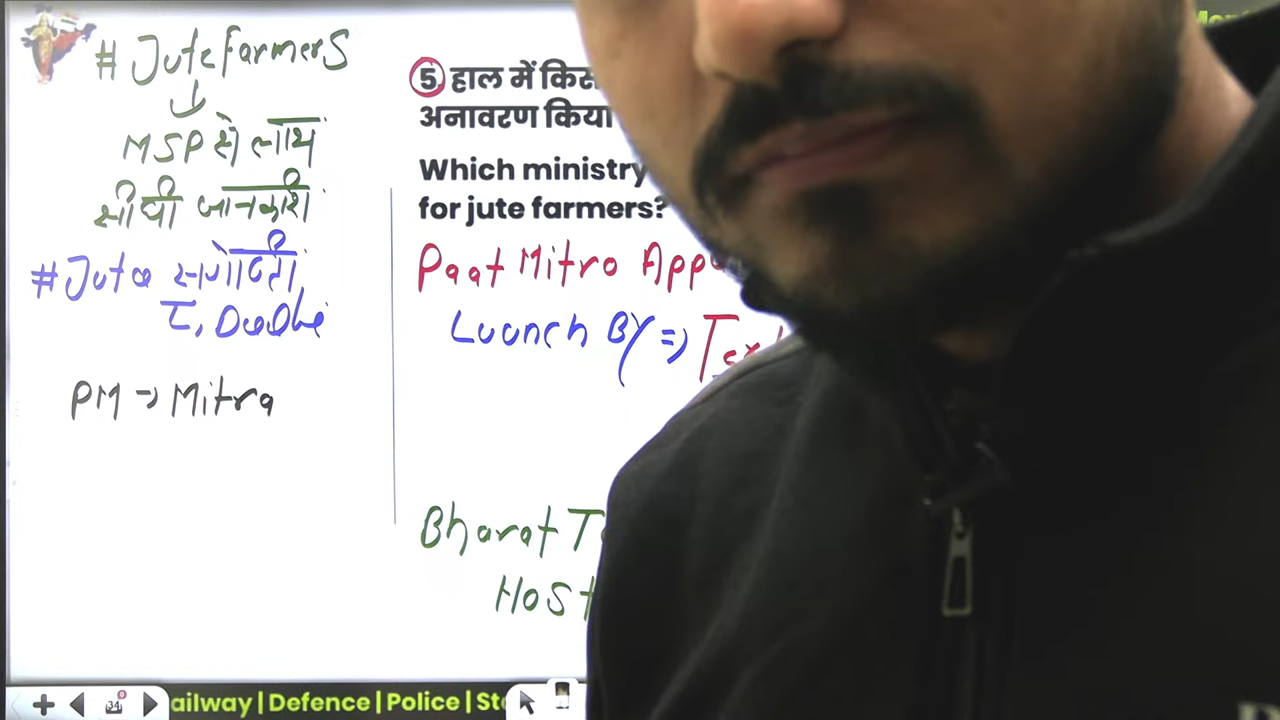 # Jute farmers
MSP से लाभ
सीधी जानकारी
# Jute संगोष्ठी
PM → Mitra
5. हाल में किस
अनावरण किया
Which ministry
for jute farmers?
Paat Mitro App
Launch By ⇒ Tex
Bharat T
Host
ailway | Defence | Police | St